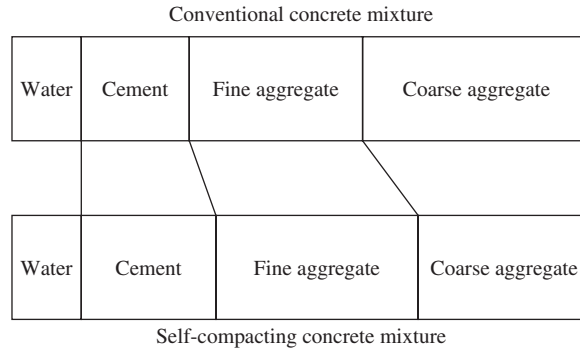 Conventional concrete mixture
Water Cement Fine aggregate Coarse aggregate
Water Cement Fine aggregate Coarse aggregate
Self-compacting concrete mixture